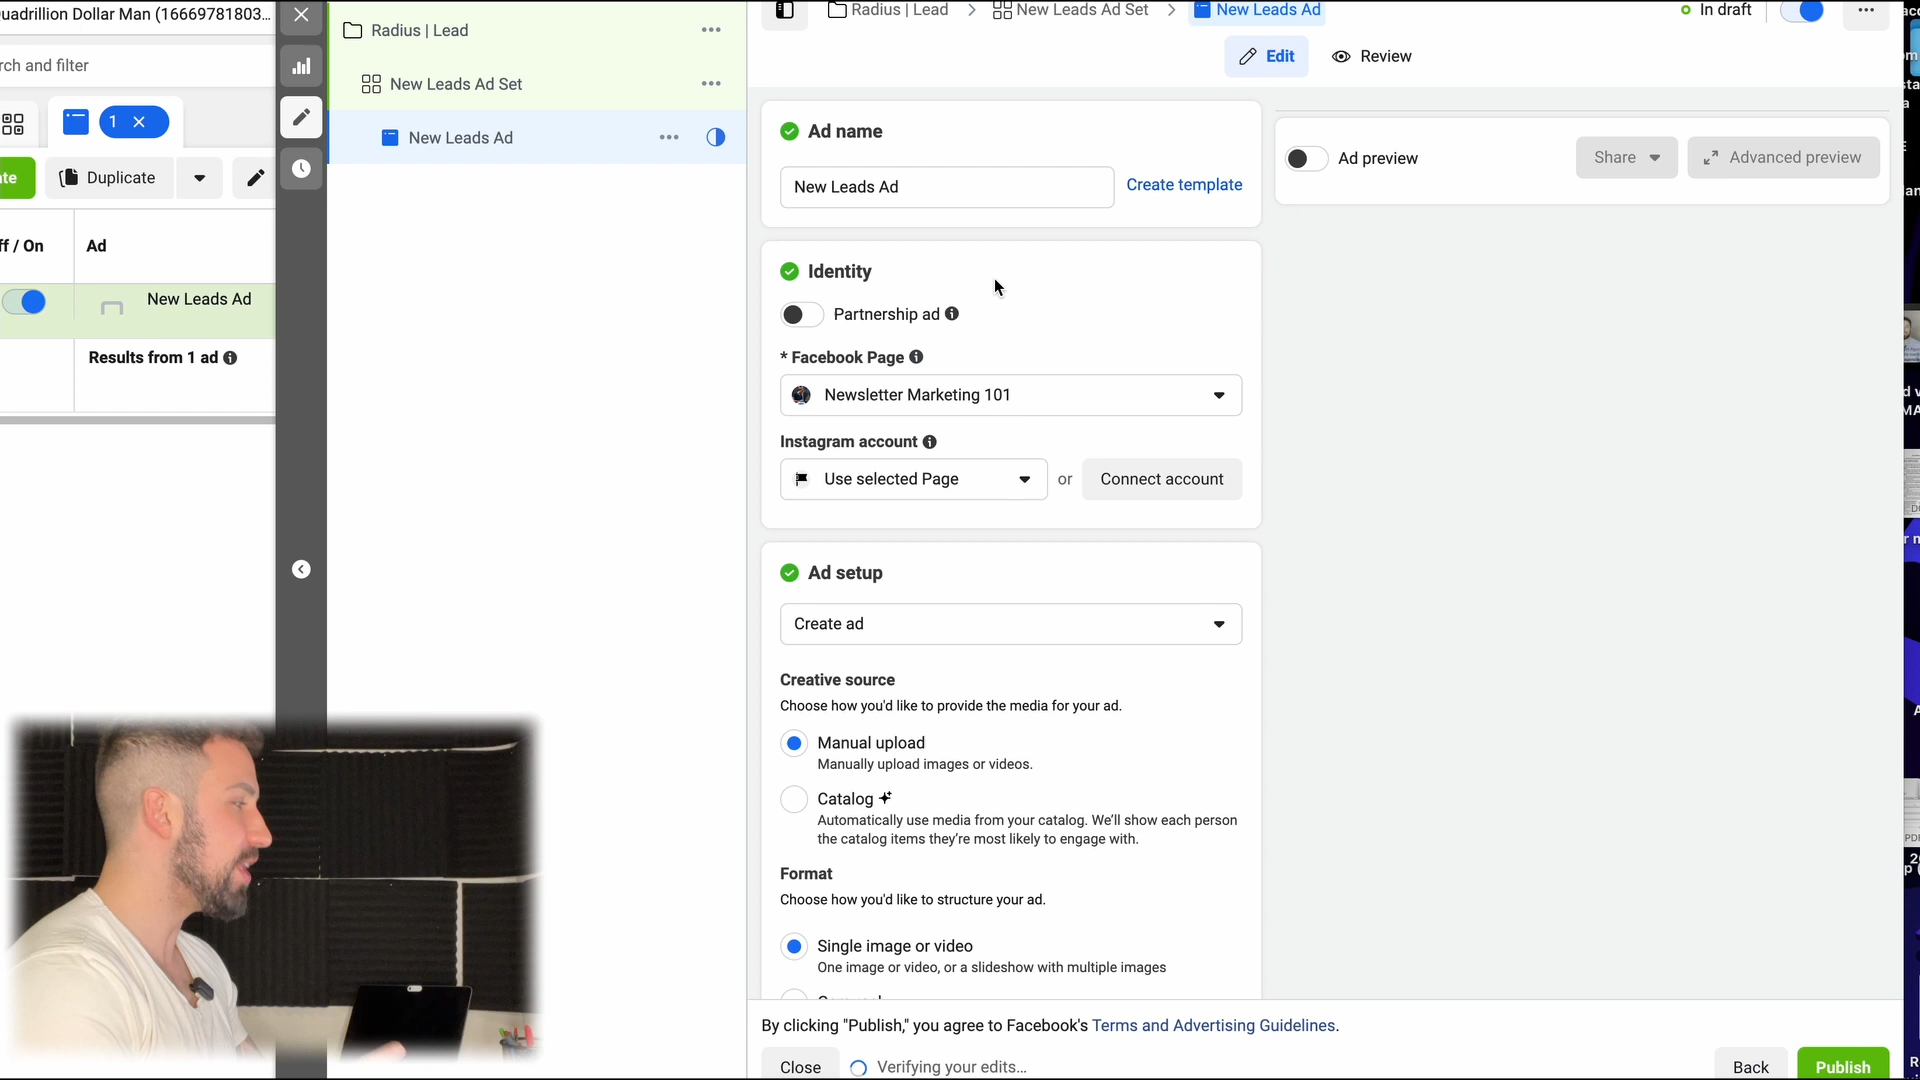 uadrillion Dollar Man (16669781803...
rch and filter
1
te
Duplicate
ff / On
Ad
New Leads Ad
Results from 1 ad
Radius | Lead
New Leads Ad Set
New Leads Ad
Radius | Lead
New Leads Ad Set
New Leads Ad
In draft
Edit
Review
Ad name
New Leads Ad
Create template
Identity
Partnership ad
* Facebook Page
Newsletter Marketing 101
Instagram account
Use selected Page
or
Connect account
Ad setup
Create ad
Creative source
Choose how you'd like to provide the media for your ad.
Manual upload
Manually upload images or videos.
Catalog
Automatically use media from your catalog. We'll show each person
the catalog items they're most likely to engage with.
Format
Choose how you'd like to structure your ad.
Single image or video
One image or video, or a slideshow with multiple images
By clicking "Publish," you agree to Facebook's Terms and Advertising Guidelines.
Close
Verifying your edits...
Back
Publish
Ad preview
Share
Advanced preview